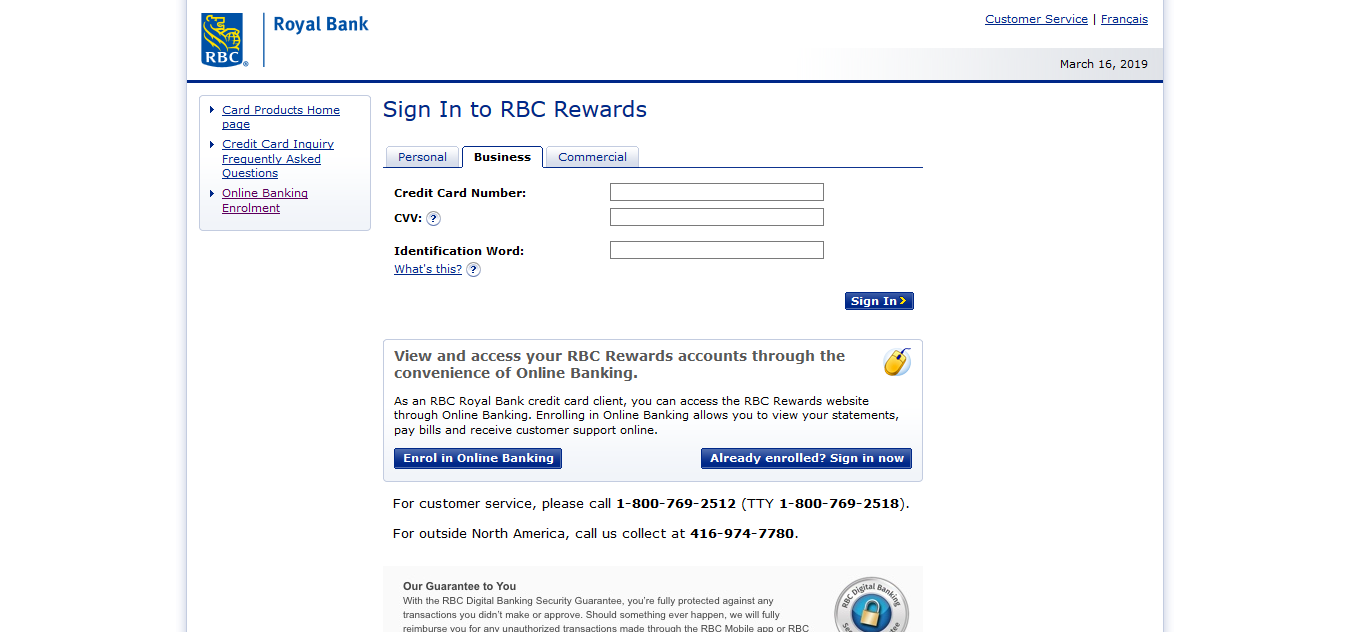 RBC
®
Royal Bank
Customer Service | Français
March 16, 2019
Card Products Home
page
Credit Card Inquiry
Frequently Asked
Questions
Online Banking
Enrolment
Sign In to RBC Rewards
Personal
Business
Commercial
Credit Card Number:
CVV: ?
Identification Word:
What's this? ?
Sign In
View and access your RBC Rewards accounts through the
convenience of Online Banking.
As an RBC Royal Bank credit card client, you can access the RBC Rewards website
through Online Banking. Enrolling in Online Banking allows you to view your statements,
pay bills and receive customer support online.
Enrol in Online Banking
Already enrolled? Sign in now
For customer service, please call 1-800-769-2512 (TTY 1-800-769-2518).
For outside North America, call us collect at 416-974-7780.
Our Guarantee to You
With the RBC Digital Banking Security Guarantee, you're fully protected against any
transactions you didn't make or approve. Should something ever happen, we will fully
reimburse you for any unauthorized transactions made through the RBC Mobile app or RBC
RBC Digital Banking